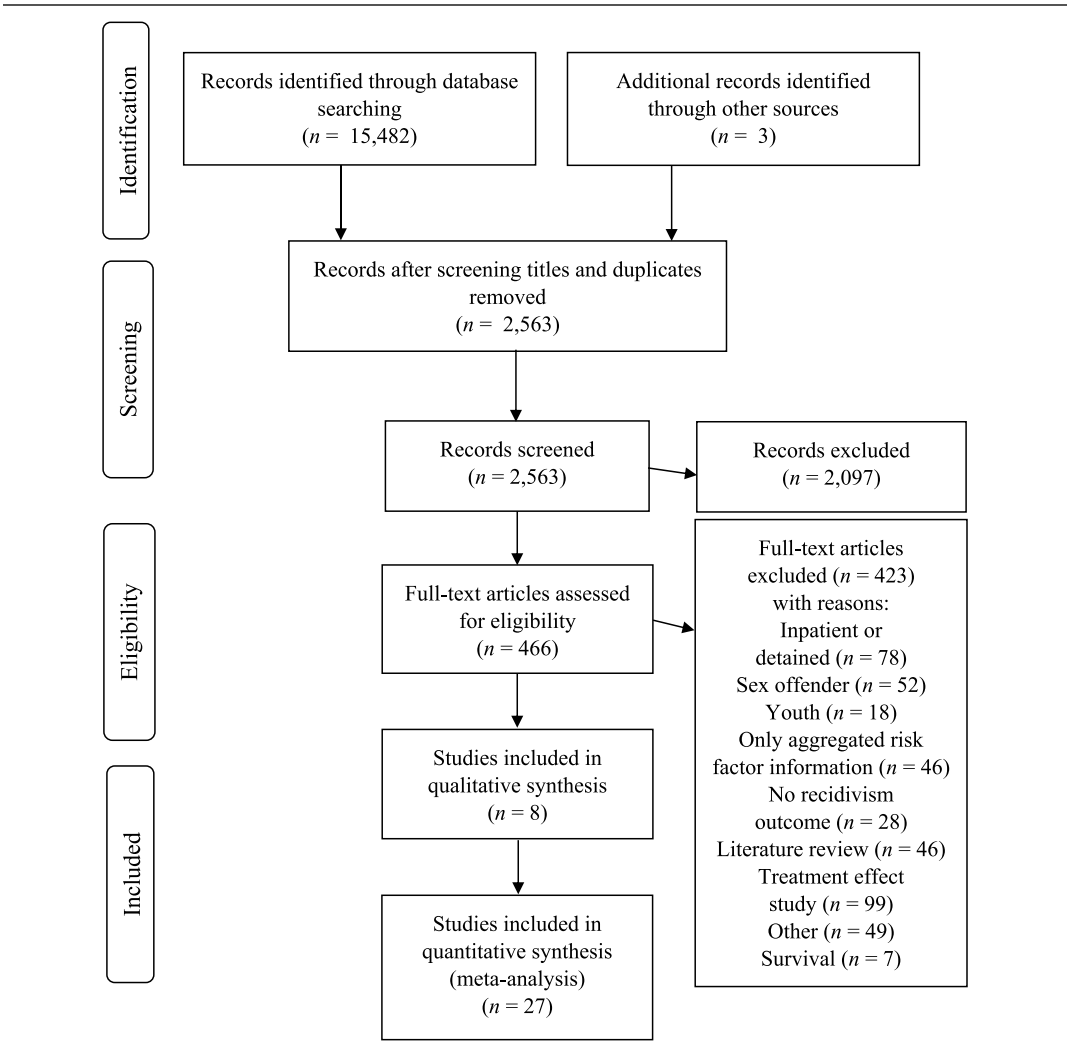 Identification
Records identified through database
searching
(n = 15,482)
Additional records identified
through other sources
(n = 3)
Screening
Records after screening titles and duplicates
removed
(n = 2,563)
Records screened
(n = 2,563)
Records excluded
(n = 2,097)
Eligibility
Full-text articles assessed
for eligibility
(n = 466)
Full-text articles
excluded (n = 423)
with reasons:
Inpatient or
detained (n = 78)
Sex offender (n = 52)
Youth (n = 18)
Only aggregated risk
factor information (n = 46)
No recidivism
outcome (n = 28)
Literature review (n = 46)
Treatment effect
study (n = 99)
Other (n = 49)
Survival (n = 7)
Included
Studies included in
qualitative synthesis
(n = 8)
Studies included in
quantitative synthesis
(meta-analysis)
(n = 27)